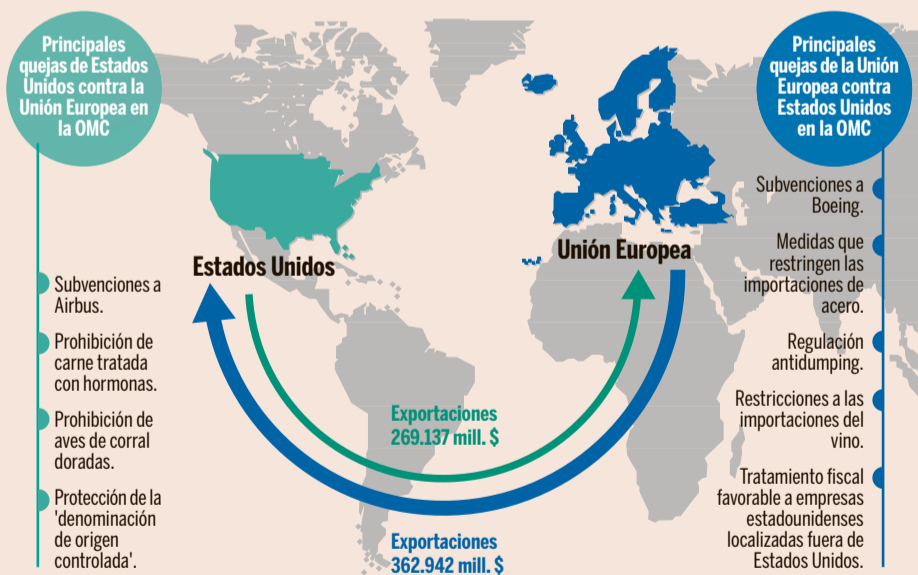 Principales
quejas de Estados
Unidos contra la
Unión Europea en
la OMC
Subvenciones a
Airbus.
Prohibición de
carne tratada
con hormonas.
Prohibición de
aves de corral
doradas.
Protección de la
'denominación
de origen
controlada'.
Estados Unidos
Unión Europea
Exportaciones
269.137 mill. $
Exportaciones
362.942 mill. $
Principales
quejas de la Unión
Europea contra
Estados Unidos
en la OMC
Subvenciones a
Boeing.
Medidas que
restringen las
importaciones de
acero.
Regulación
antidumping.
Restricciones a las
importaciones del
vino.
Tratamiento fiscal
favorable a empresas
estadounidenses
localizadas fuera de
Estados Unidos.